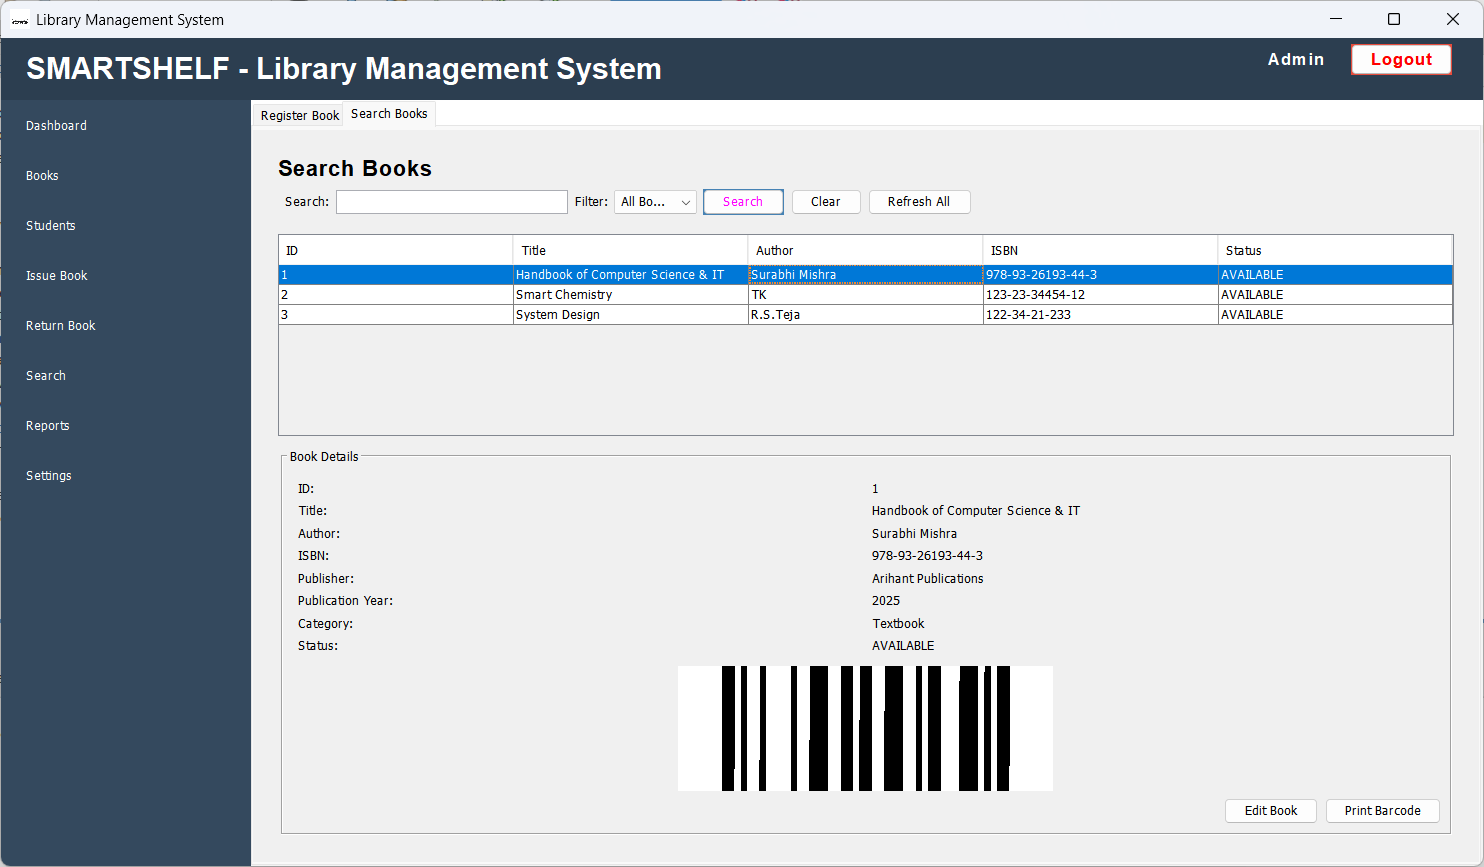 Library Management System
SMARTSHELF - Library Management System
Admin
Logout
Dashboard
Books
Students
Issue Book
Return Book
Search
Reports
Settings
Register Book
Search Books
Search Books
Search:
Filter:
All Bo...
Search
Clear
Refresh All
ID Title Author ISBN Status
1 Handbook of Computer Science & IT Surabhi Mishra 978-93-26193-44-3 AVAILABLE
2 Smart Chemistry TK 123-23-34454-12 AVAILABLE
3 System Design R.S.Teja 122-34-21-233 AVAILABLE
Book Details
ID: 1
Title: Handbook of Computer Science & IT
Author: Surabhi Mishra
ISBN: 978-93-26193-44-3
Publisher: Arihant Publications
Publication Year: 2025
Category: Textbook
Status: AVAILABLE
Edit Book
Print Barcode